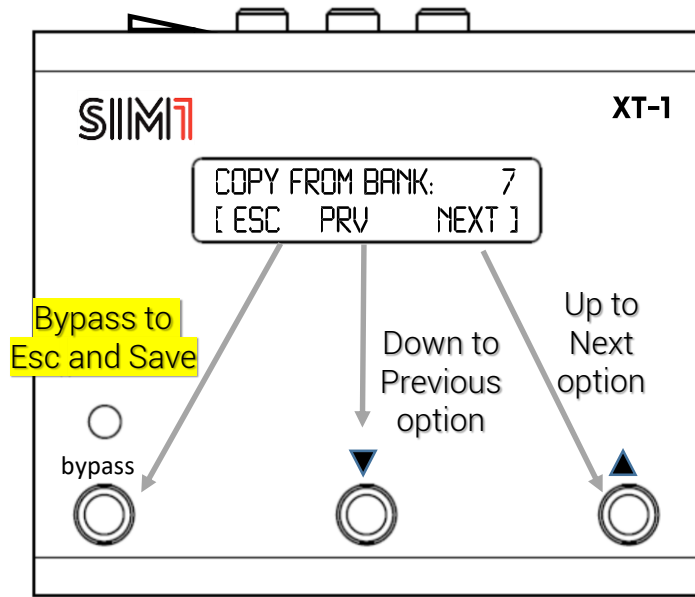 SIM1
XT-1
COPY FROM BANK: 7
[ ESC PRV NEXT ]
Bypass to
Esc and Save
Down to
Previous
option
Up to
Next
option
bypass